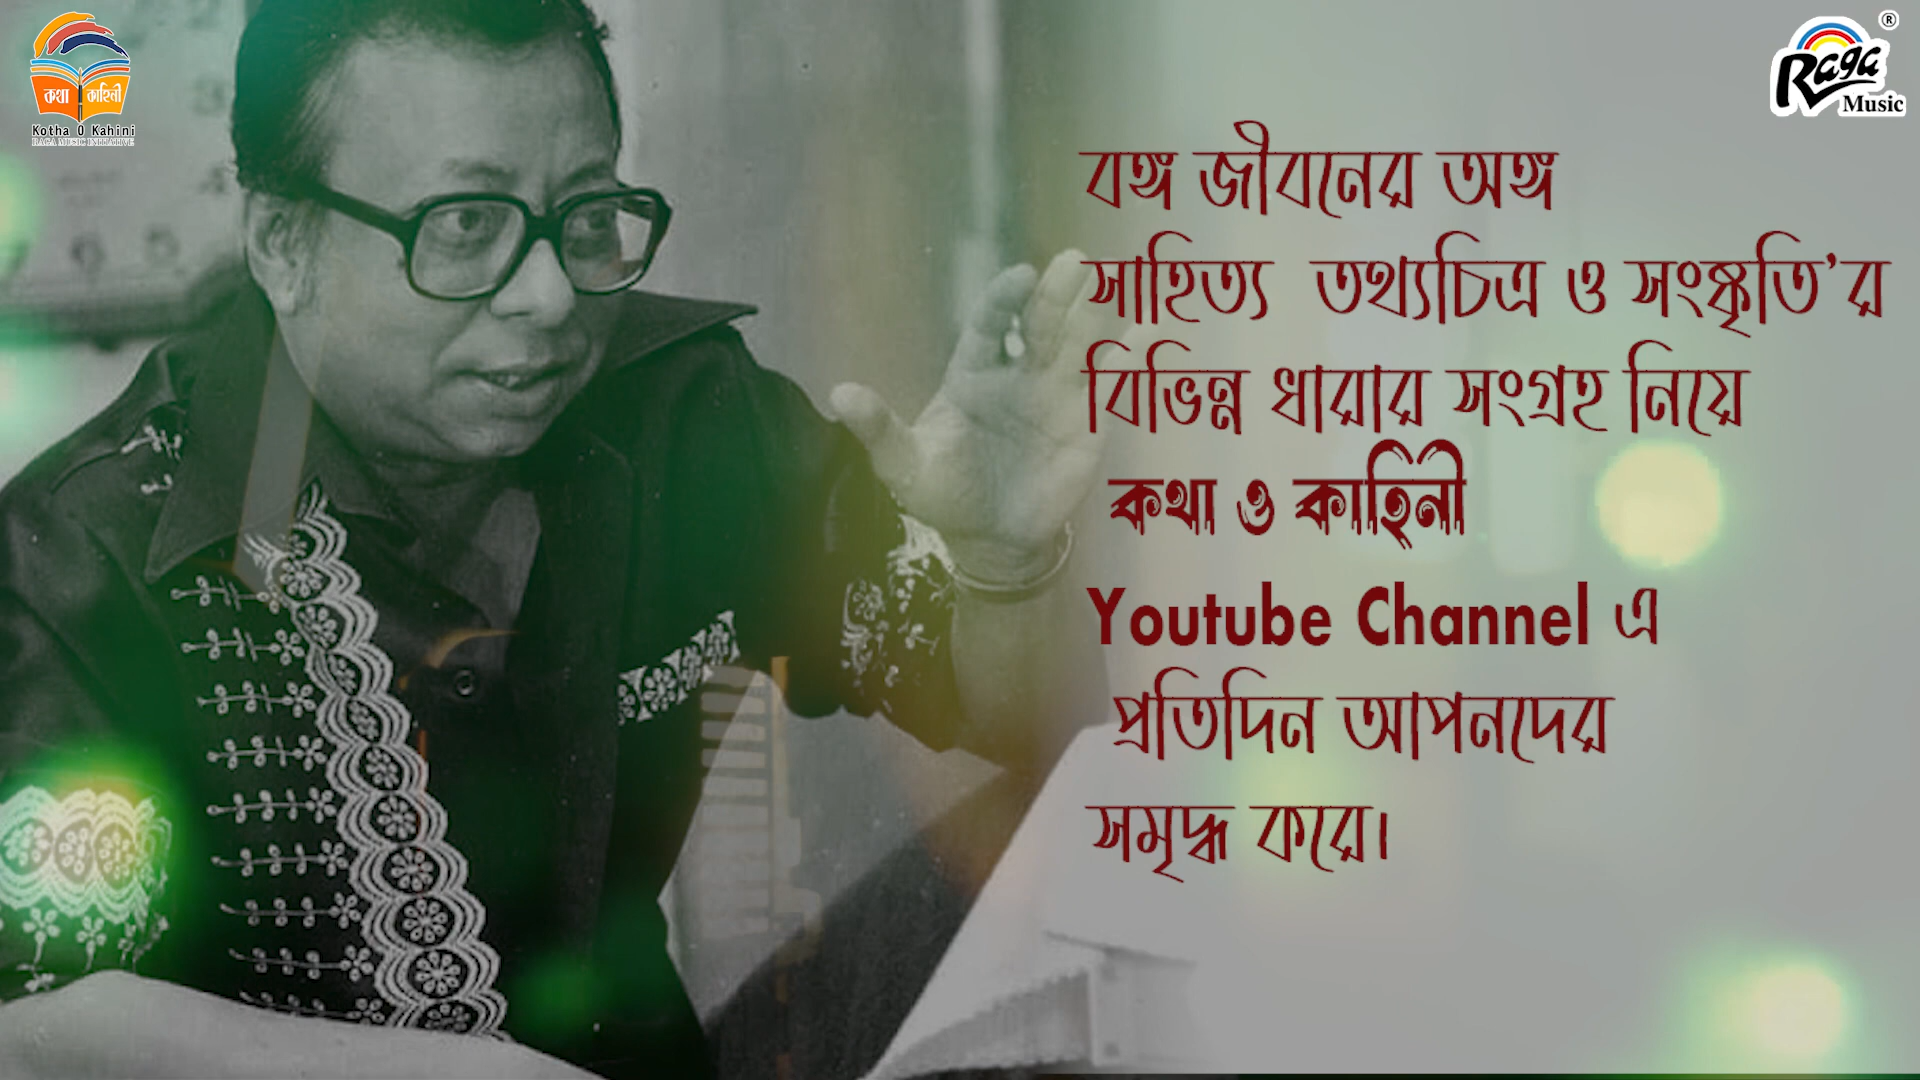 কথা কাহিনী
Kotha O Kahini
RAGA MUSIC INITIATIVE
Raga ®
Music
বঙ্গ জীবনের অঙ্গ
সাহিত্য তথ্যচিত্র ও সংস্কৃতি'র
বিভিন্ন ধারার সংগ্রহ নিয়ে
কথা ও কাহিনী
Youtube Channel এ
প্রতিদিন আপনদের
সমৃদ্ধ করে।